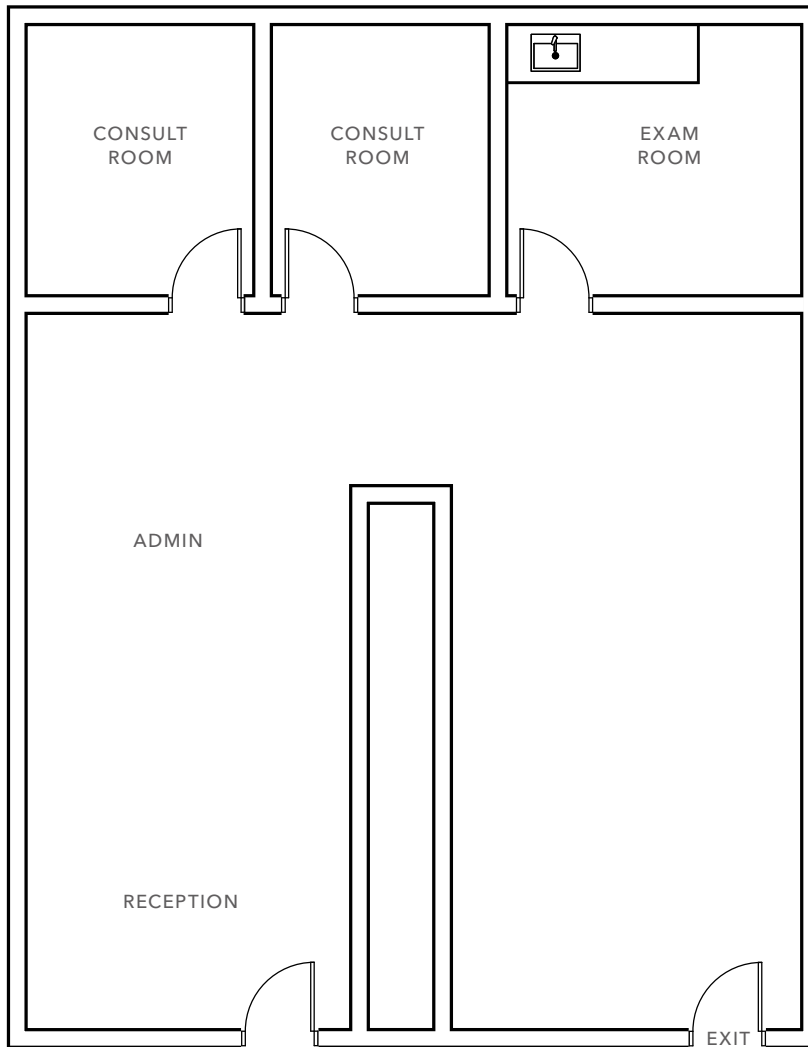 CONSULT
ROOM
CONSULT
ROOM
EXAM
ROOM
ADMIN
RECEPTION
EXIT